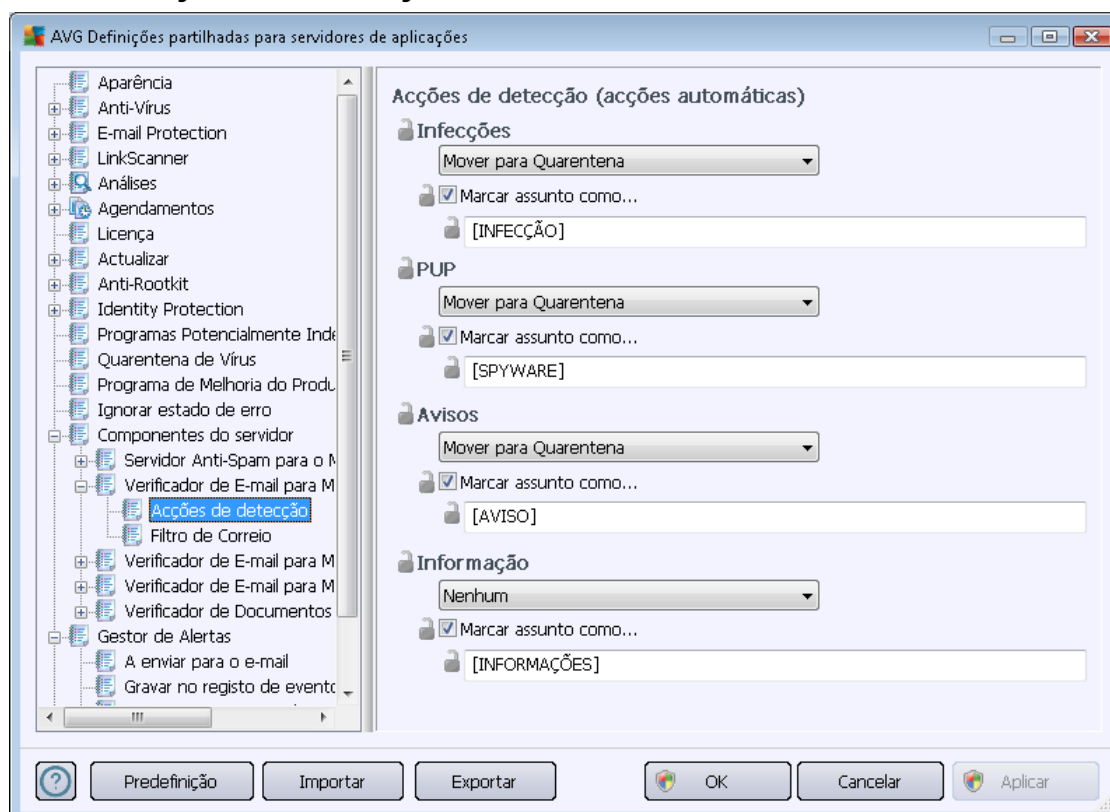 AVG Definições partilhadas para servidores de aplicações
Aparência
Anti-Vírus
E-mail Protection
LinkScanner
Análises
Agendamentos
Licença
Actualizar
Anti-Rootkit
Identity Protection
Programas Potencialmente Inde
Quarentena de Vírus
Programa de Melhoria do Produ
Ignorar estado de erro
Componentes do servidor
Servidor Anti-Spam para o M
Verificador de E-mail para M
Acções de detecção
Filtro de Correio
Verificador de E-mail para M
Verificador de E-mail para M
Verificador de Documentos
Gestor de Alertas
A enviar para o e-mail
Gravar no registo de evento
Acções de detecção (acções automáticas)
Infecções
Mover para Quarentena
Marcar assunto como...
[INFECÇÃO]
PUP
Mover para Quarentena
Marcar assunto como...
[SPYWARE]
Avisos
Mover para Quarentena
Marcar assunto como...
[AVISO]
Informação
Nenhum
Marcar assunto como...
[INFORMAÇÕES]
Predefinição
Importar
Exportar
OK
Cancelar
Aplicar